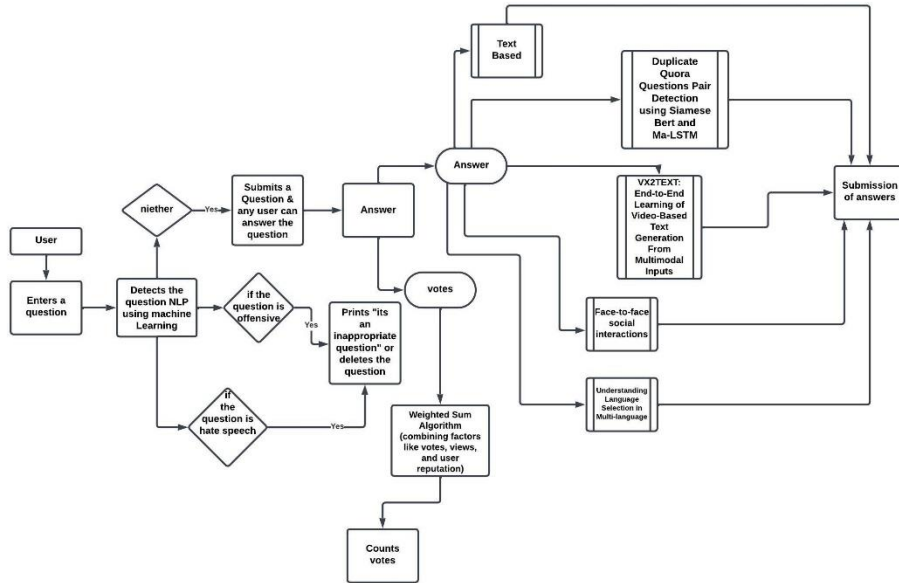 Text
Based
Duplicate
Quora
Questions Pair
Detection
using Siamese
Bert and
Ma-LSTM
Answer
VX2TEXT:
End-to-End
Learning of
Video-Based
Text
Generation
From
Multimodal
Inputs
Submission
of answers
niether
Yes
Submits a
Question &
any user can
answer the
question
Answer
User
Enters a
question
Detects the
question NLP
using machine
Learning
if the
question is
offensive
Yes
Prints "its
an
inappropriate
question" or
deletes the
question
votes
Face-to-face
social
interactions
if
the
question is
hate speech
Yes
Understanding
Language
Selection in
Multi-language
Weighted Sum
Algorithm
(combining factors
like votes, views,
and user
reputation)
Counts
votes